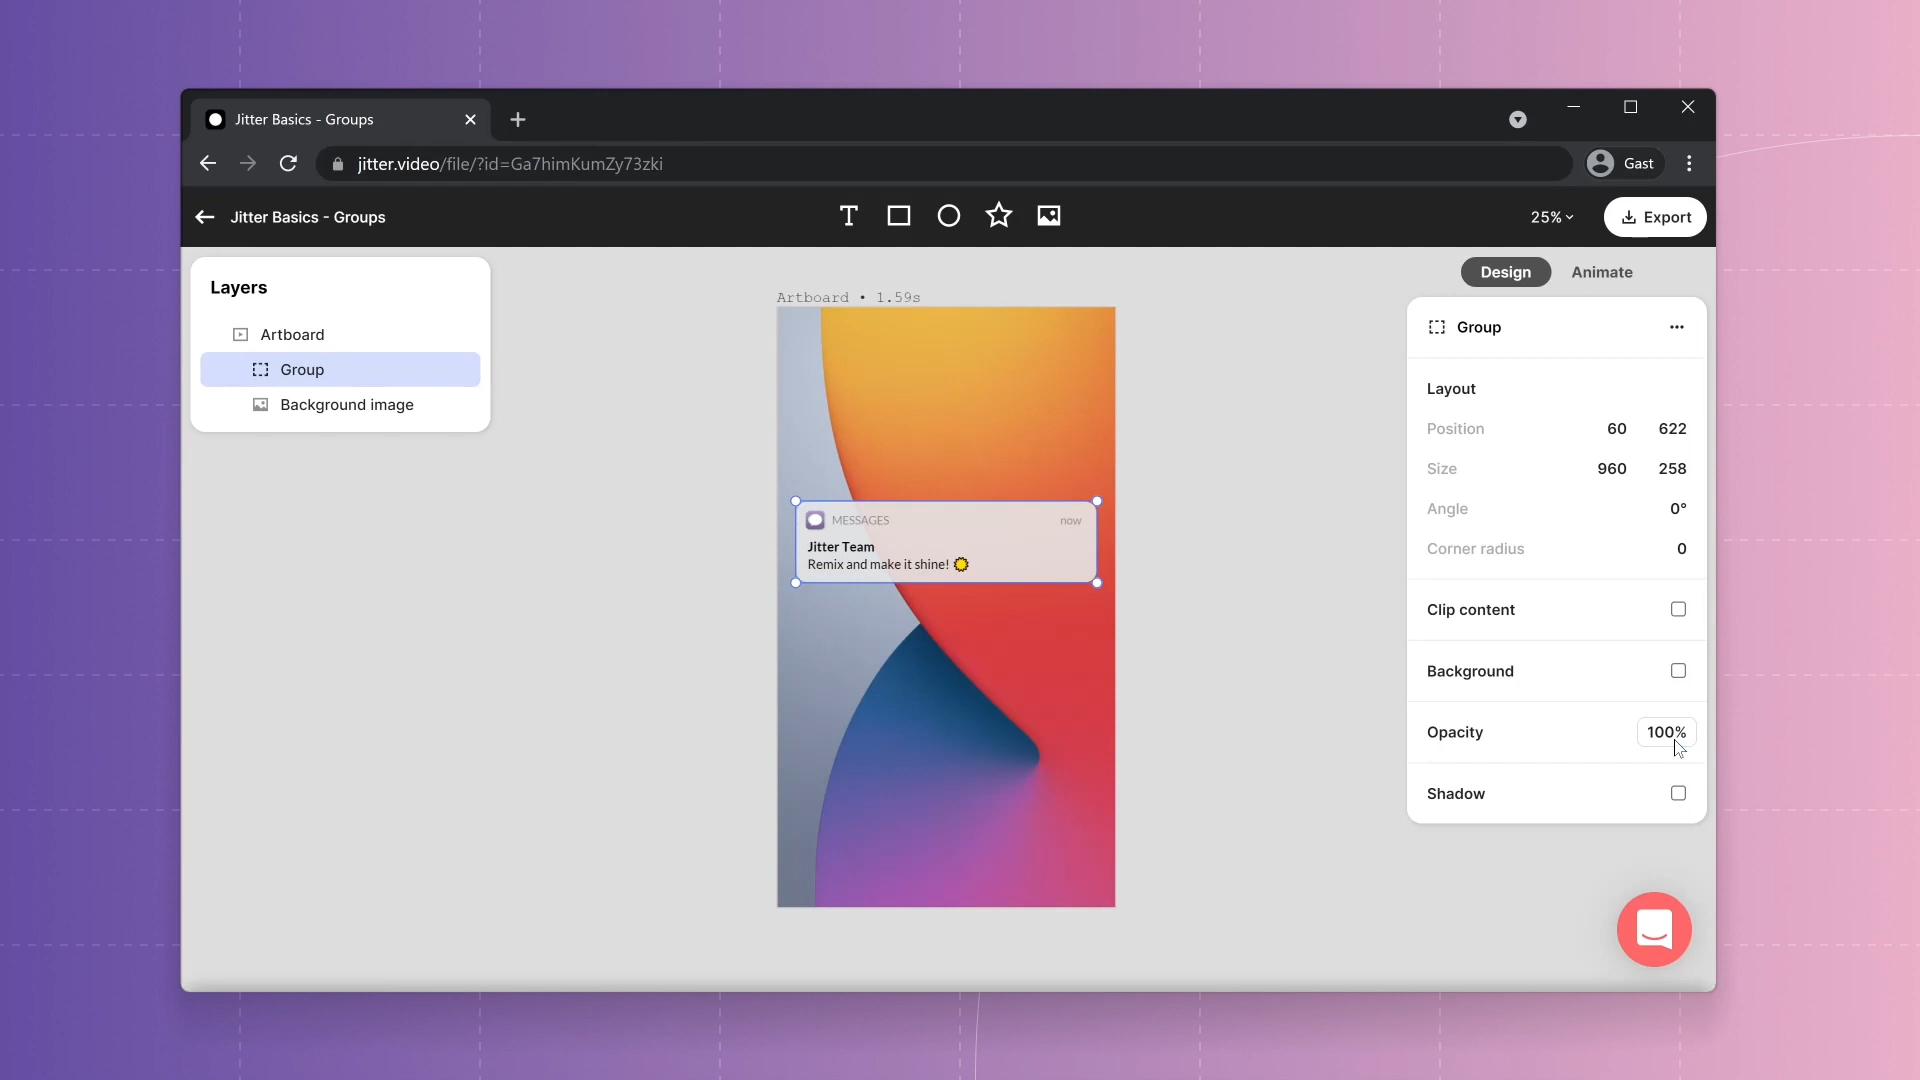 Jitter Basics - Groups
jitter.video/file/?id=Ga7himKumZy73zki
Gast
Jitter Basics - Groups
25%
Export
Layers
Artboard
Group
Background image
Artboard • 1.59s
MESSAGES
now
Jitter Team
Remix and make it shine!
Design
Animate
Group
Layout
Position 60 622
Size 960 258
Angle 0°
Corner radius 0
Clip content
Background
Opacity 100%
Shadow